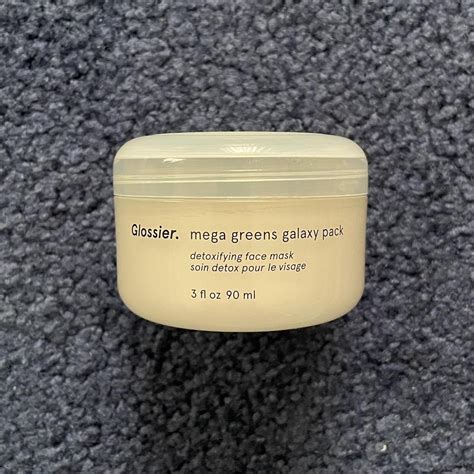 Glossier. mega greens galaxy pack
detoxifying face mask
soin detox pour le visage
3 fl oz 90 ml